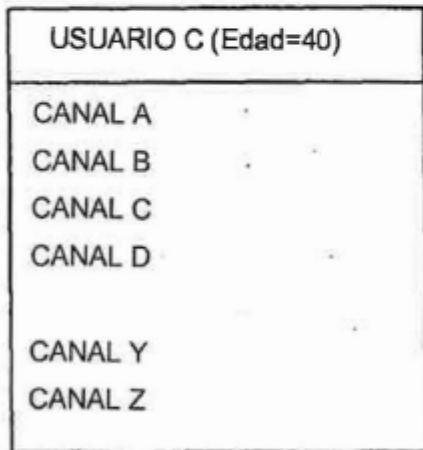 USUARIO C (Edad=40)
CANAL A
CANAL B
CANAL C
CANAL D
CANAL Y
CANAL Z